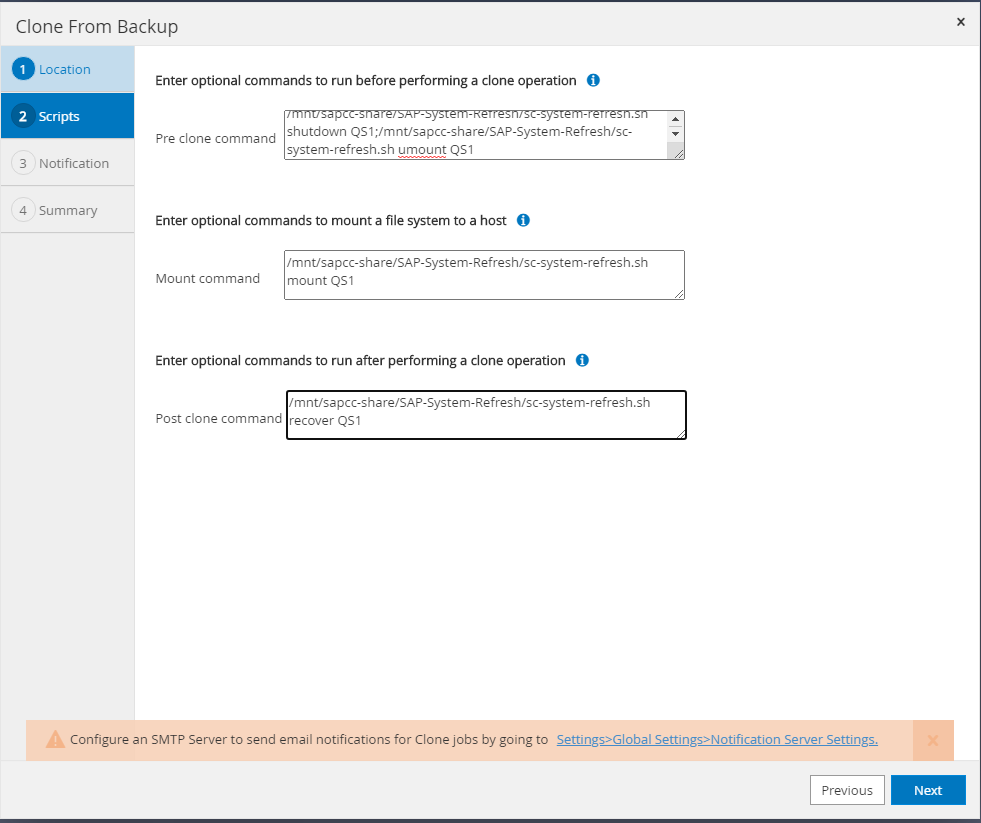 Clone From Backup
×
1 Location
2 Scripts
3 Notification
4 Summary
Enter optional commands to run before performing a clone operation i
Pre clone command
/mnt/sapcc-share/SAP-System-Refresh/sc-system-refresh.sh
shutdown QS1;/mnt/sapcc-share/SAP-System-Refresh/sc-
system-refresh.sh umount QS1
Enter optional commands to mount a file system to a host i
Mount command
/mnt/sapcc-share/SAP-System-Refresh/sc-system-refresh.sh
mount QS1
Enter optional commands to run after performing a clone operation i
Post clone command
/mnt/sapcc-share/SAP-System-Refresh/sc-system-refresh.sh
recover QS1
Configure an SMTP Server to send email notifications for Clone jobs by going to Settings>Global Settings>Notification Server Settings. ×
Previous
Next